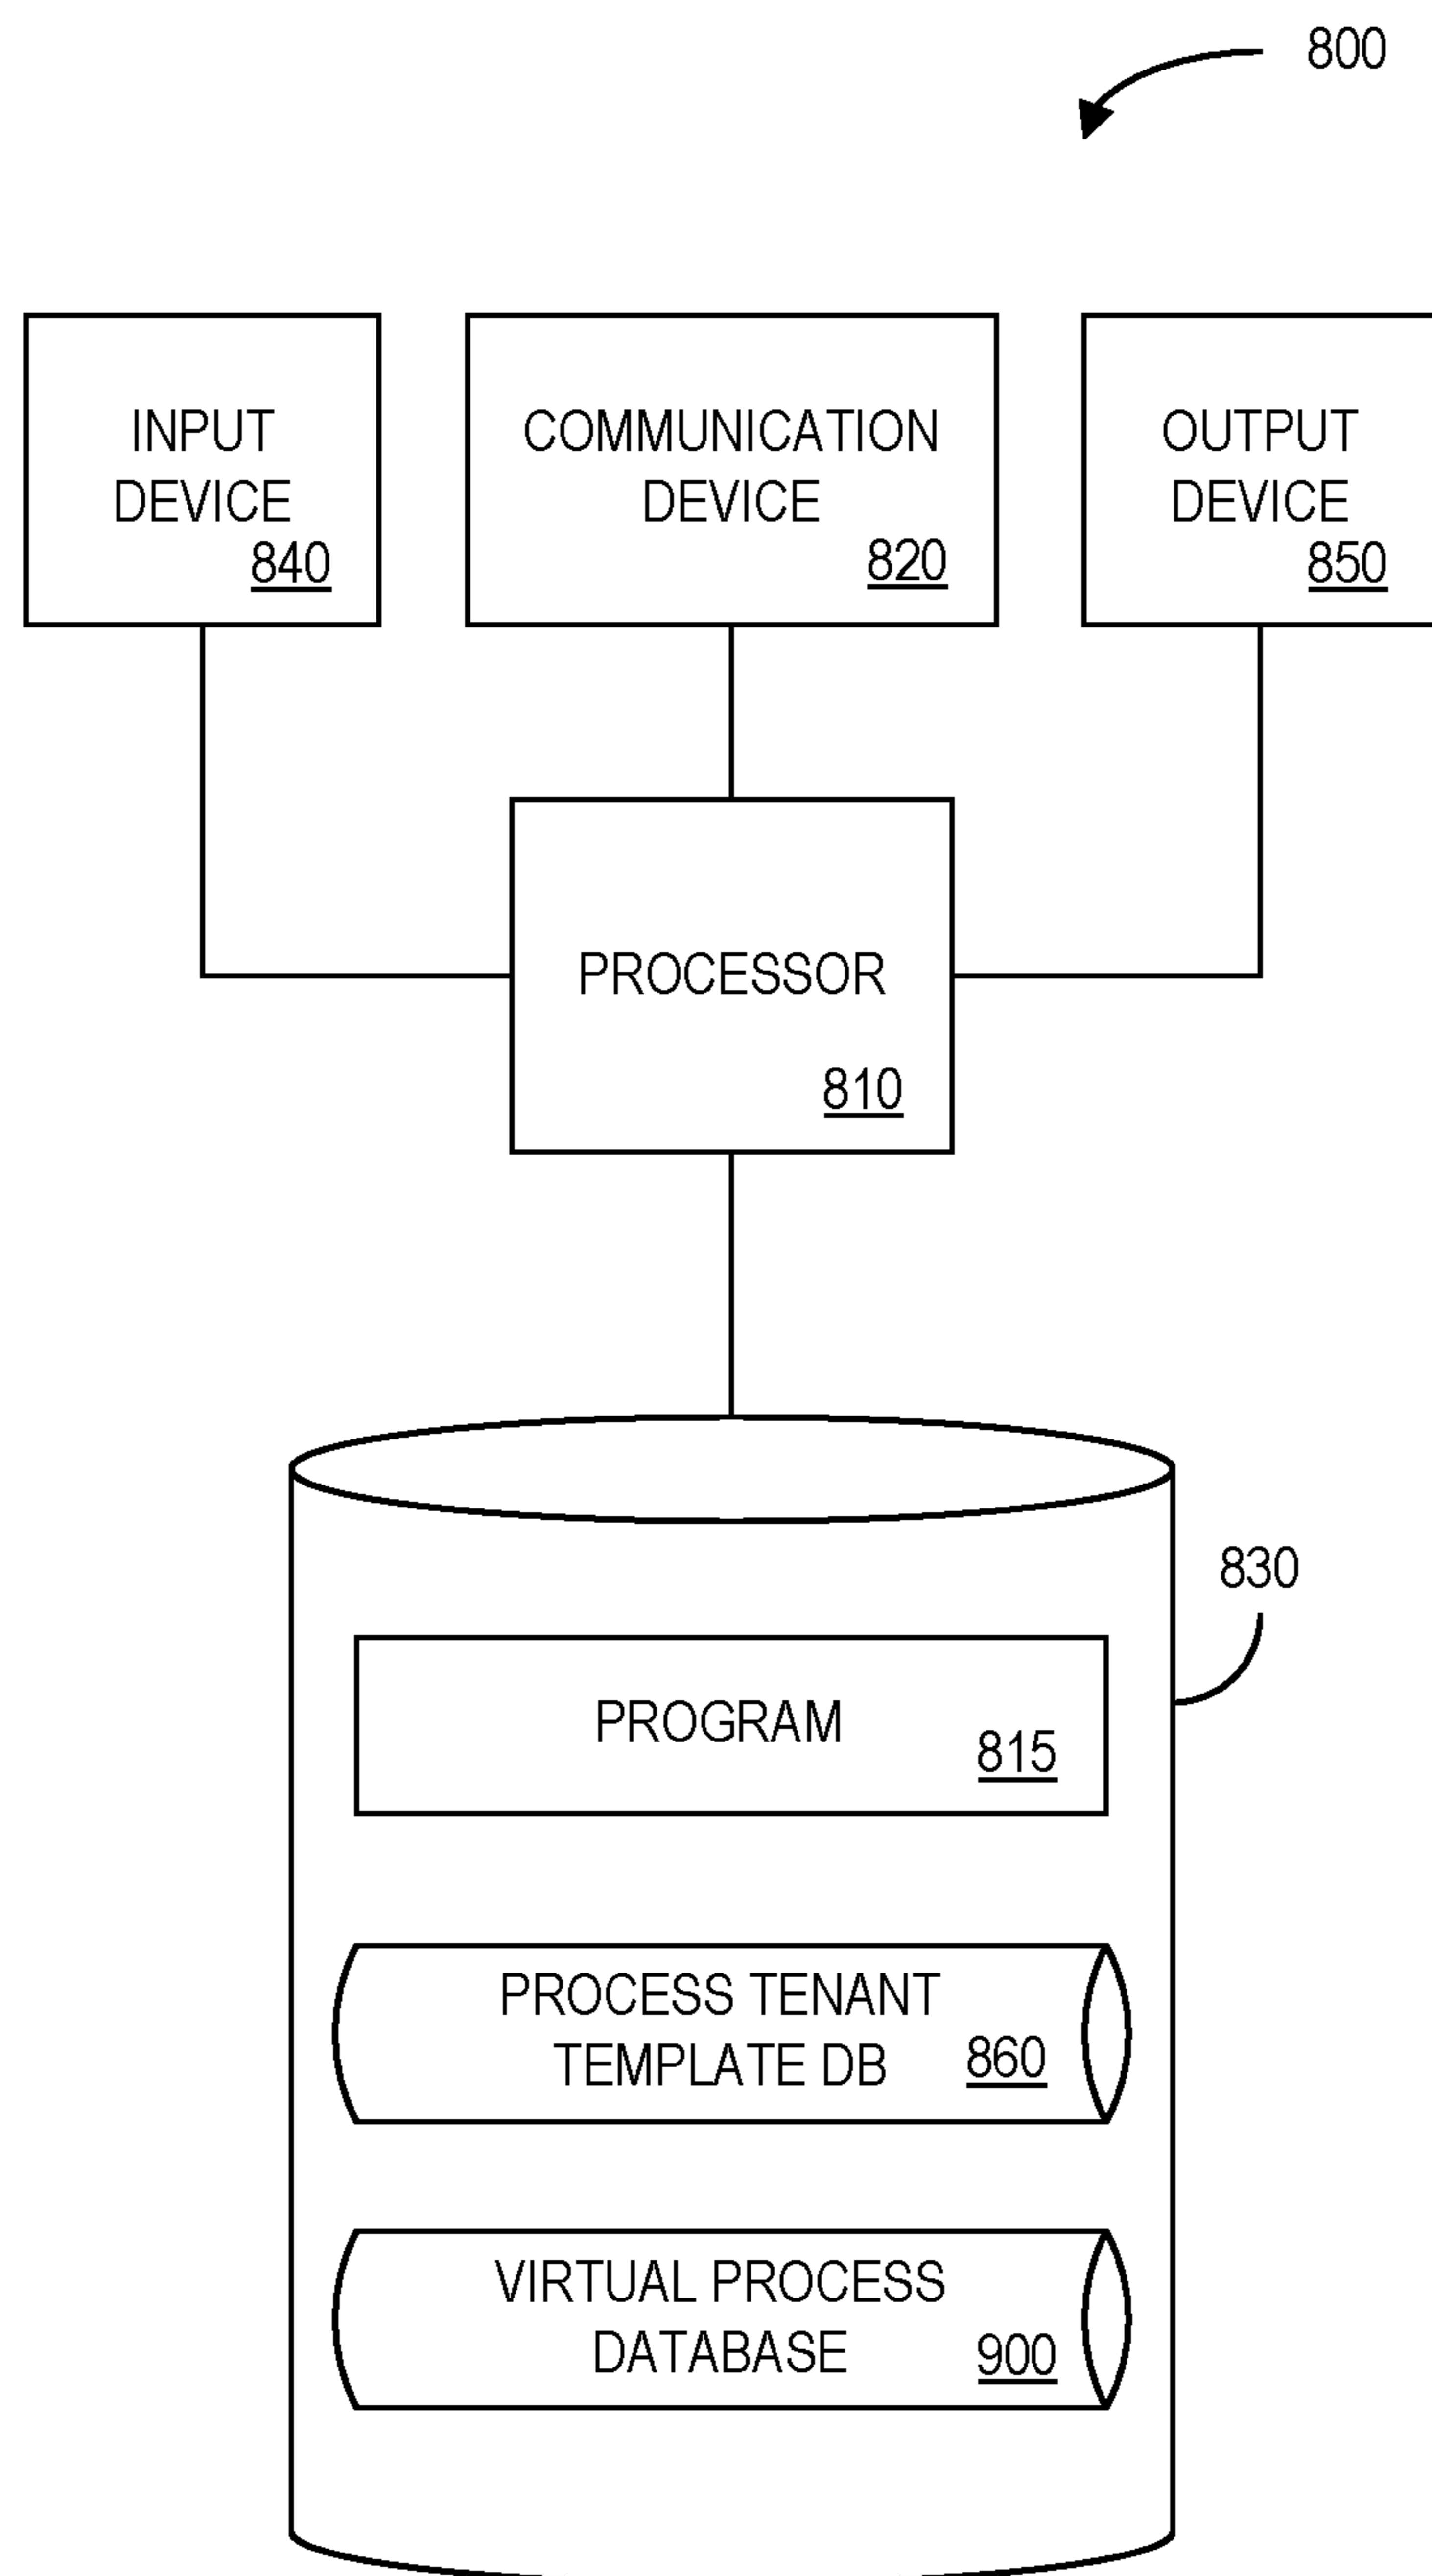 800
INPUT
DEVICE
840
COMMUNICATION
DEVICE
820
OUTPUT
DEVICE
850
PROCESSOR
810
830
PROGRAM
815
PROCESS TENANT
TEMPLATE DB
860
VIRTUAL PROCESS
DATABASE
900